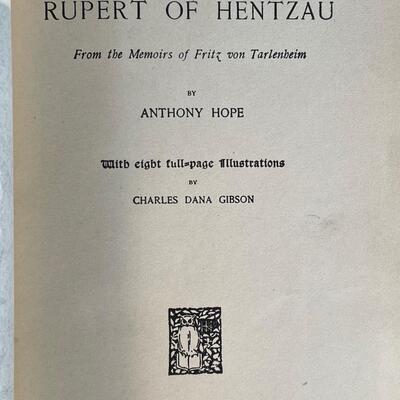 RUPERT OF HENTZAU
From the Memoirs of Fritz von Tarlenheim
BY
ANTHONY HOPE
With eight full=page Illustrations
BY
CHARLES DANA GIBSON